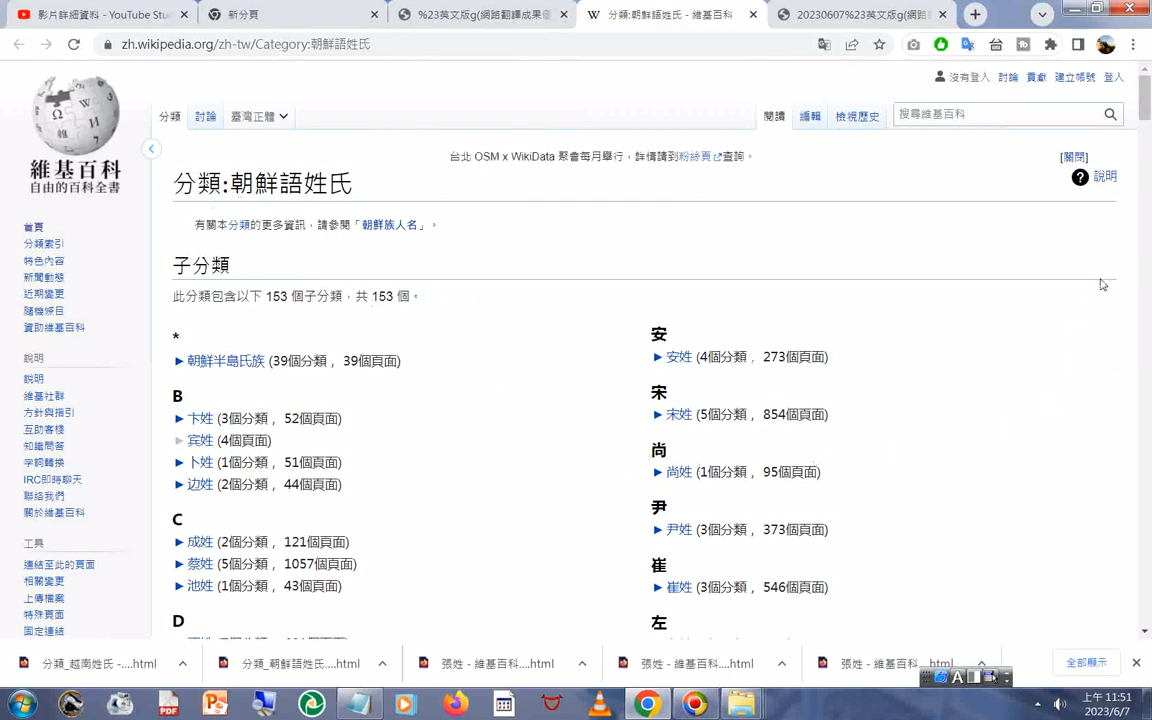 影片詳細資料 - YouTube Stu
新分頁
%23英文版g(網路翻譯成果
分類:朝鮮語姓氏 - 維基百科
20230607%23英文版g(網路
zh.wikipedia.org/zh-tw/Category:朝鮮語姓氏
沒有登入 討論 貢獻 建立帳號 登入
分類 討論 臺灣正體
閱讀 編輯 檢視歷史
搜尋維基百科
維基百科
自由的百科全書
台北 OSM x WikiData 聚會每月舉行，詳情請到粉絲頁查詢。
[關閉]
說明
分類:朝鮮語姓氏
有關本分類的更多資訊，請參閱「朝鮮族人名」。
子分類
此分類包含以下 153 個子分類，共 153 個。
首頁
分類索引
特色內容
新聞動態
近期變更
隨機條目
資助維基百科
說明
說明
維基社群
方針與指引
互助客棧
知識問答
字詞轉換
IRC即時聊天
聯絡我們
關於維基百科
工具
連結至此的頁面
相關變更
上傳檔案
特殊頁面
固定連結
*
► 朝鮮半島氏族 (39個分類， 39個頁面)
B
► 卞姓 (3個分類， 52個頁面)
► 宾姓 (4個頁面)
► 卜姓 (1個分類， 51個頁面)
► 边姓 (2個分類， 44個頁面)
C
► 成姓 (2個分類， 121個頁面)
► 蔡姓 (5個分類， 1057個頁面)
► 池姓 (1個分類， 43個頁面)
D
安
► 安姓 (4個分類， 273個頁面)
宋
► 宋姓 (5個分類， 854個頁面)
尚
► 尚姓 (1個分類， 95個頁面)
尹
► 尹姓 (3個分類， 373個頁面)
崔
► 崔姓 (3個分類， 546個頁面)
左
分類_越南姓氏 -....html
分類_朝鮮語姓氏....html
張姓 - 維基百科....html
張姓 - 維基百科....html
張姓 - 維基百科....html
全部顯示
A
PDF
上午 11:51
2023/6/7